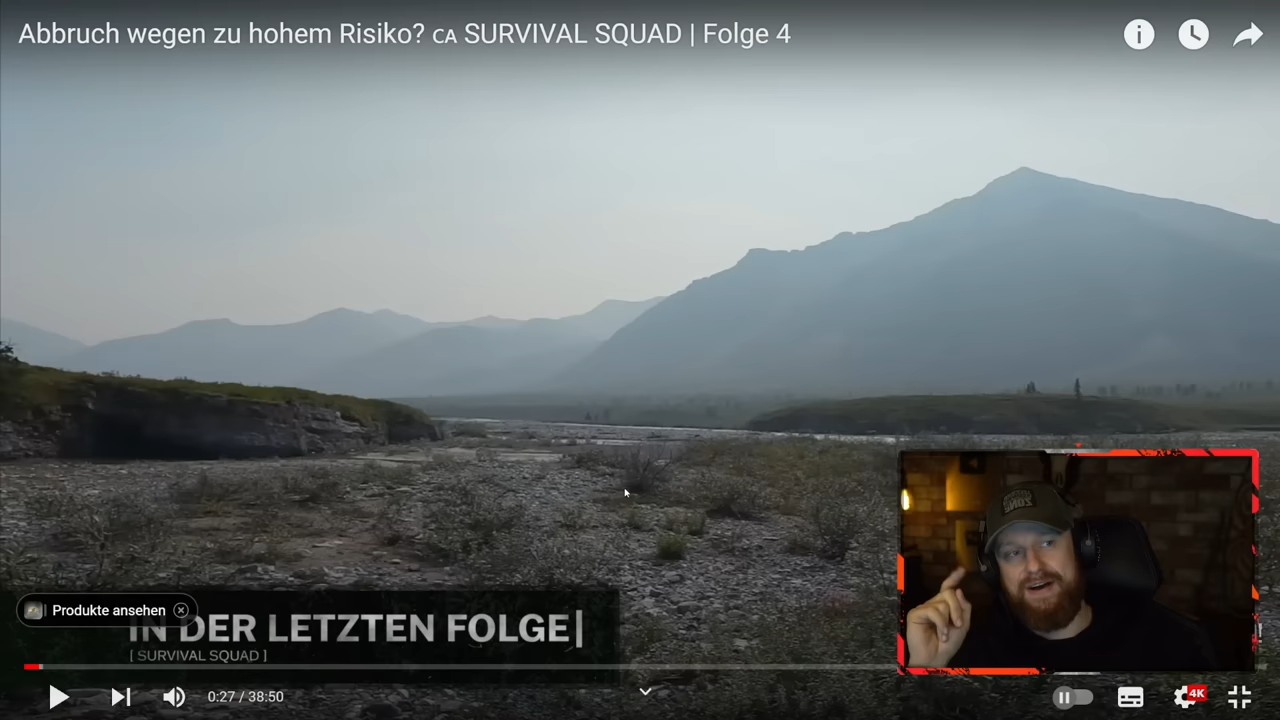 Abbruch wegen zu hohem Risiko? CA SURVIVAL SQUAD | Folge 4
Produkte ansehen
IN DER LETZTEN FOLGE|
[ SURVIVAL SQUAD ]
0:27 / 38:50
4K